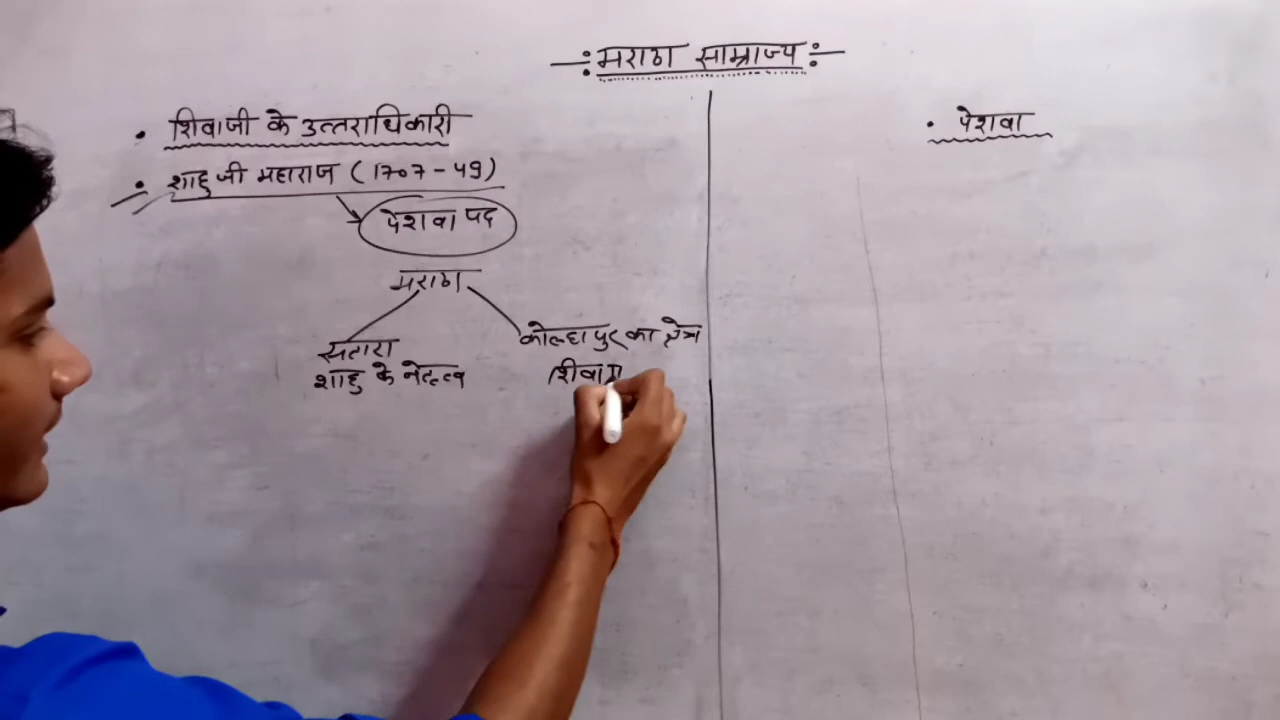 —: मराठा साम्राज्य :—
• शिवाजी के उत्तराधिकारी
• शाहु जी महाराज (1707-49)
पेशवा पद
मराठा
सतारा
शाहु के नेतृत्व
कोल्हापुर का क्षेत्र
शिवा
• पेशवा